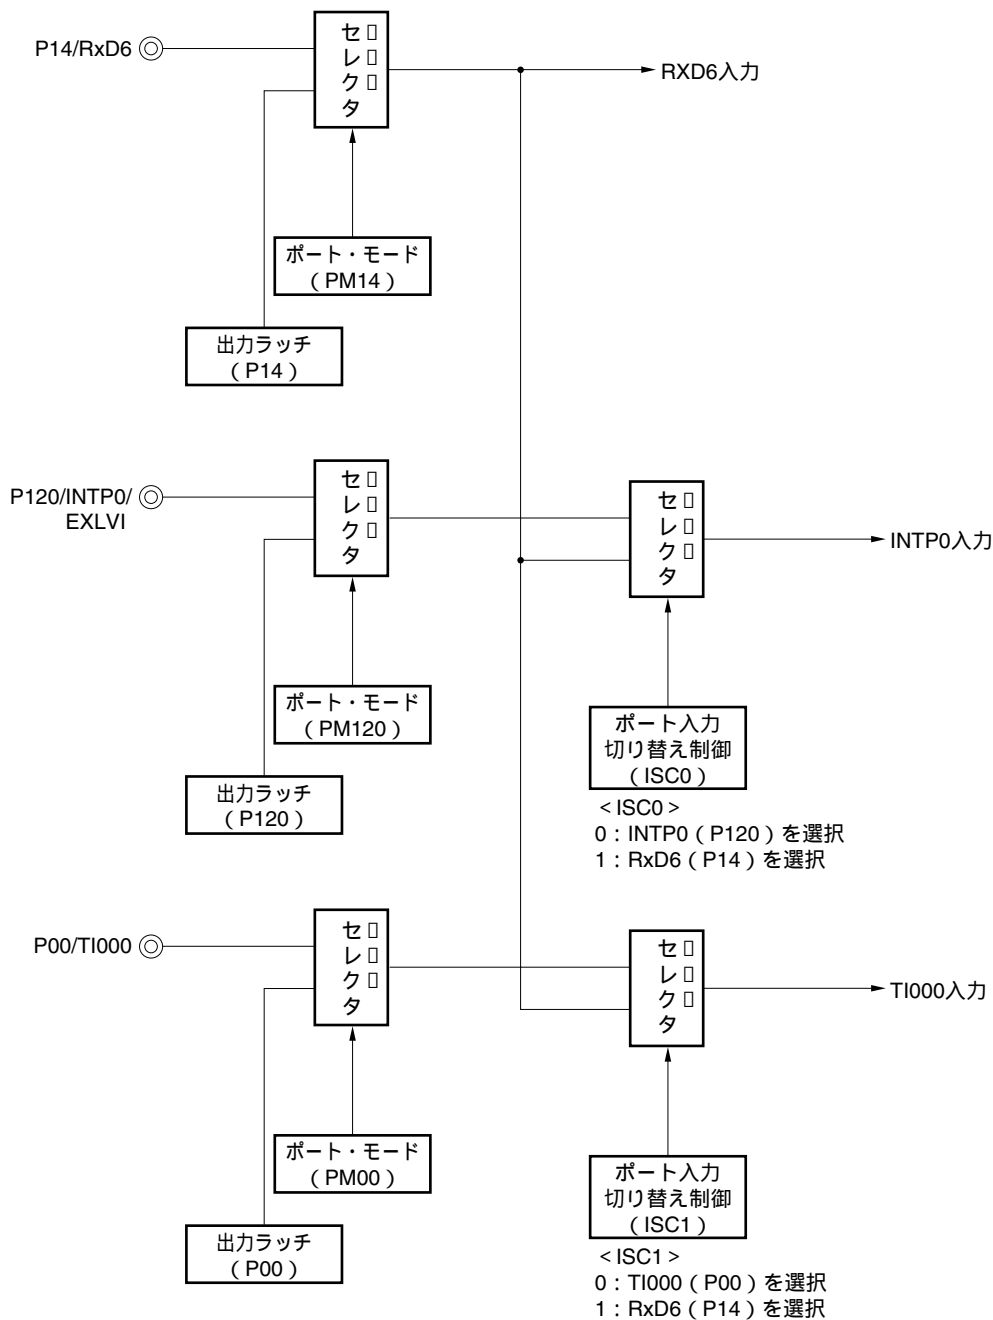 P14/RxD6
セレクタ
RXD6入力
ポート・モード
（PM14）
出力ラッチ
（P14）
P120/INTP0/
EXLVI
セレクタ
セレクタ
INTP0入力
ポート・モード
（PM120）
出力ラッチ
（P120）
ポート入力
切り替え制御
（ISC0）
＜ISC0＞
0：INTP0（P120）を選択
1：RxD6（P14）を選択
P00/TI000
セレクタ
セレクタ
TI000入力
ポート・モード
（PM00）
出力ラッチ
（P00）
ポート入力
切り替え制御
（ISC1）
＜ISC1＞
0：TI000（P00）を選択
1：RxD6（P14）を選択